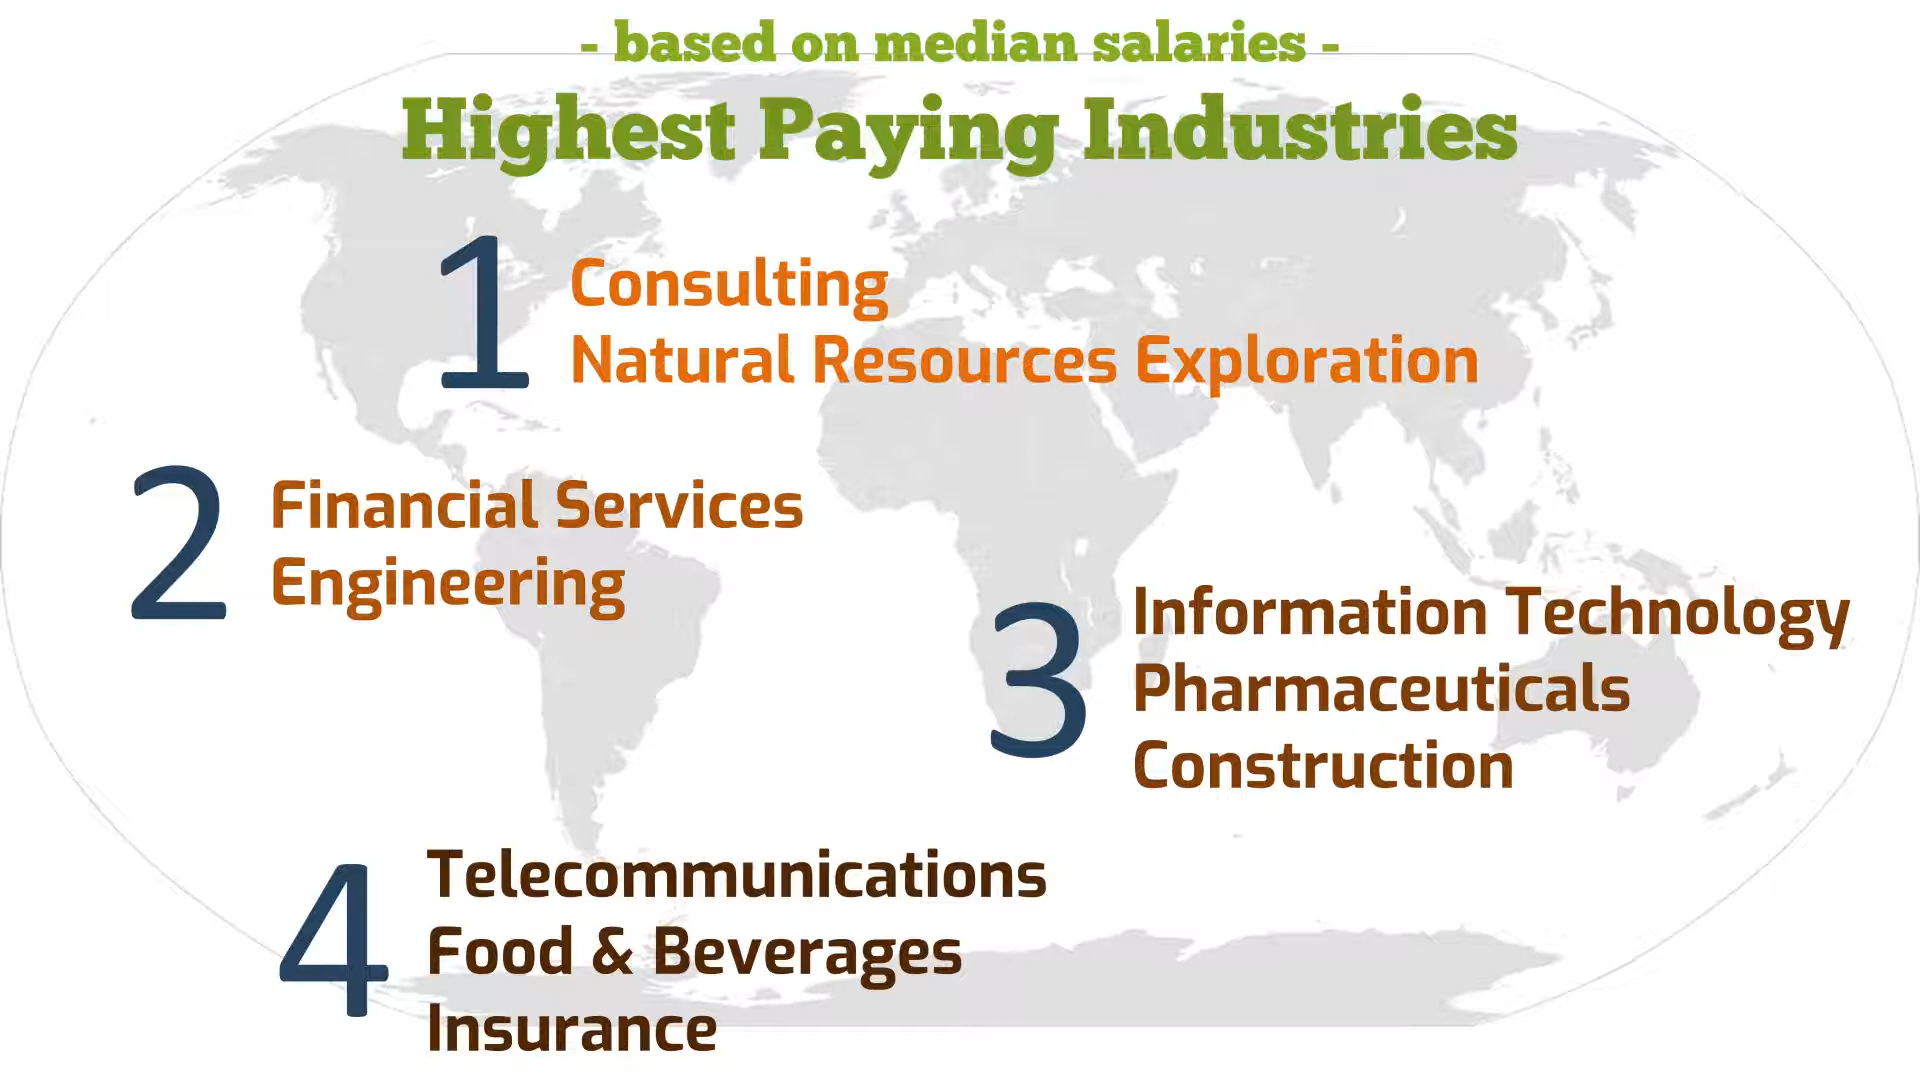 - based on median salaries -
Highest Paying Industries
1
Consulting
Natural Resources Exploration
2
Financial Services
Engineering
3
Information Technology
Pharmaceuticals
Construction
4
Telecommunications
Food & Beverages
Insurance